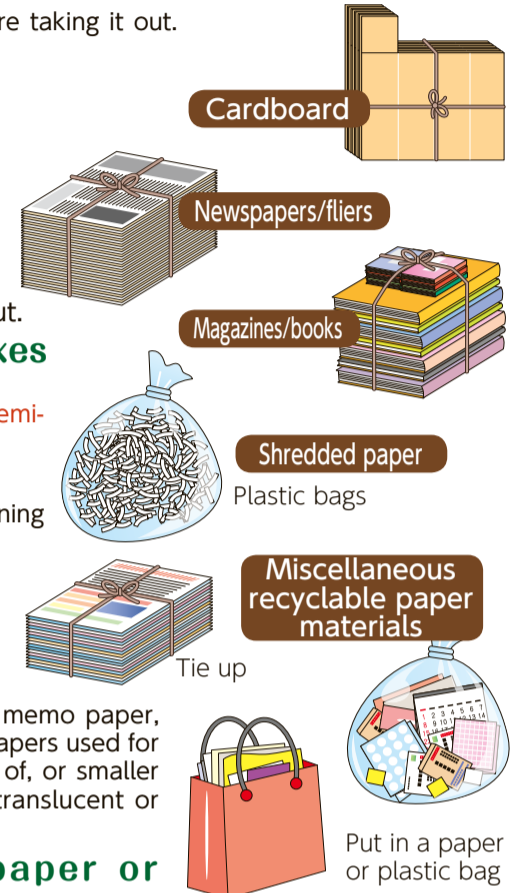 re taking it out.
Cardboard
Newspapers/fliers
ut.
Magazines/books
xes
emi-
Shredded paper
Plastic bags
ning
Miscellaneous
recyclable paper
materials
Tie up
memo paper,
apers used for
of, or smaller
translucent or
Put in a paper
or plastic bag
paper or